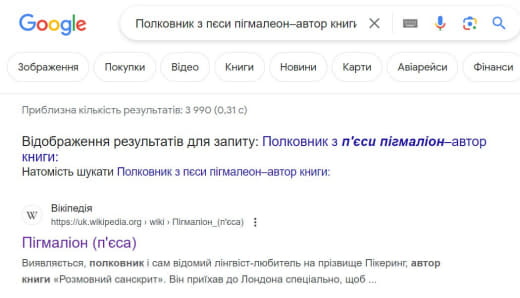 Google
Полковник з пєси пігмалеон–автор книги
Зображення Покупки Відео Книги Новини Карти Авіарейси Фінанси
Приблизна кількість результатів: 3 990 (0,31 с)
Відображення результатів для запиту: Полковник з п'єси пігмаліон–автор
книги:
Натомість шукати Полковник з пєси пігмалеон–автор книги:
W
Вікіпедія
https://uk.wikipedia.org › wiki › Пігмаліон_(п'єса)
Пігмаліон (п'єса)
Виявляється, полковник і сам відомий лінгвіст-любитель на прізвище Пікеринг, автор
книги «Розмовний санскрит». Він приїхав до Лондона спеціально, щоб ...